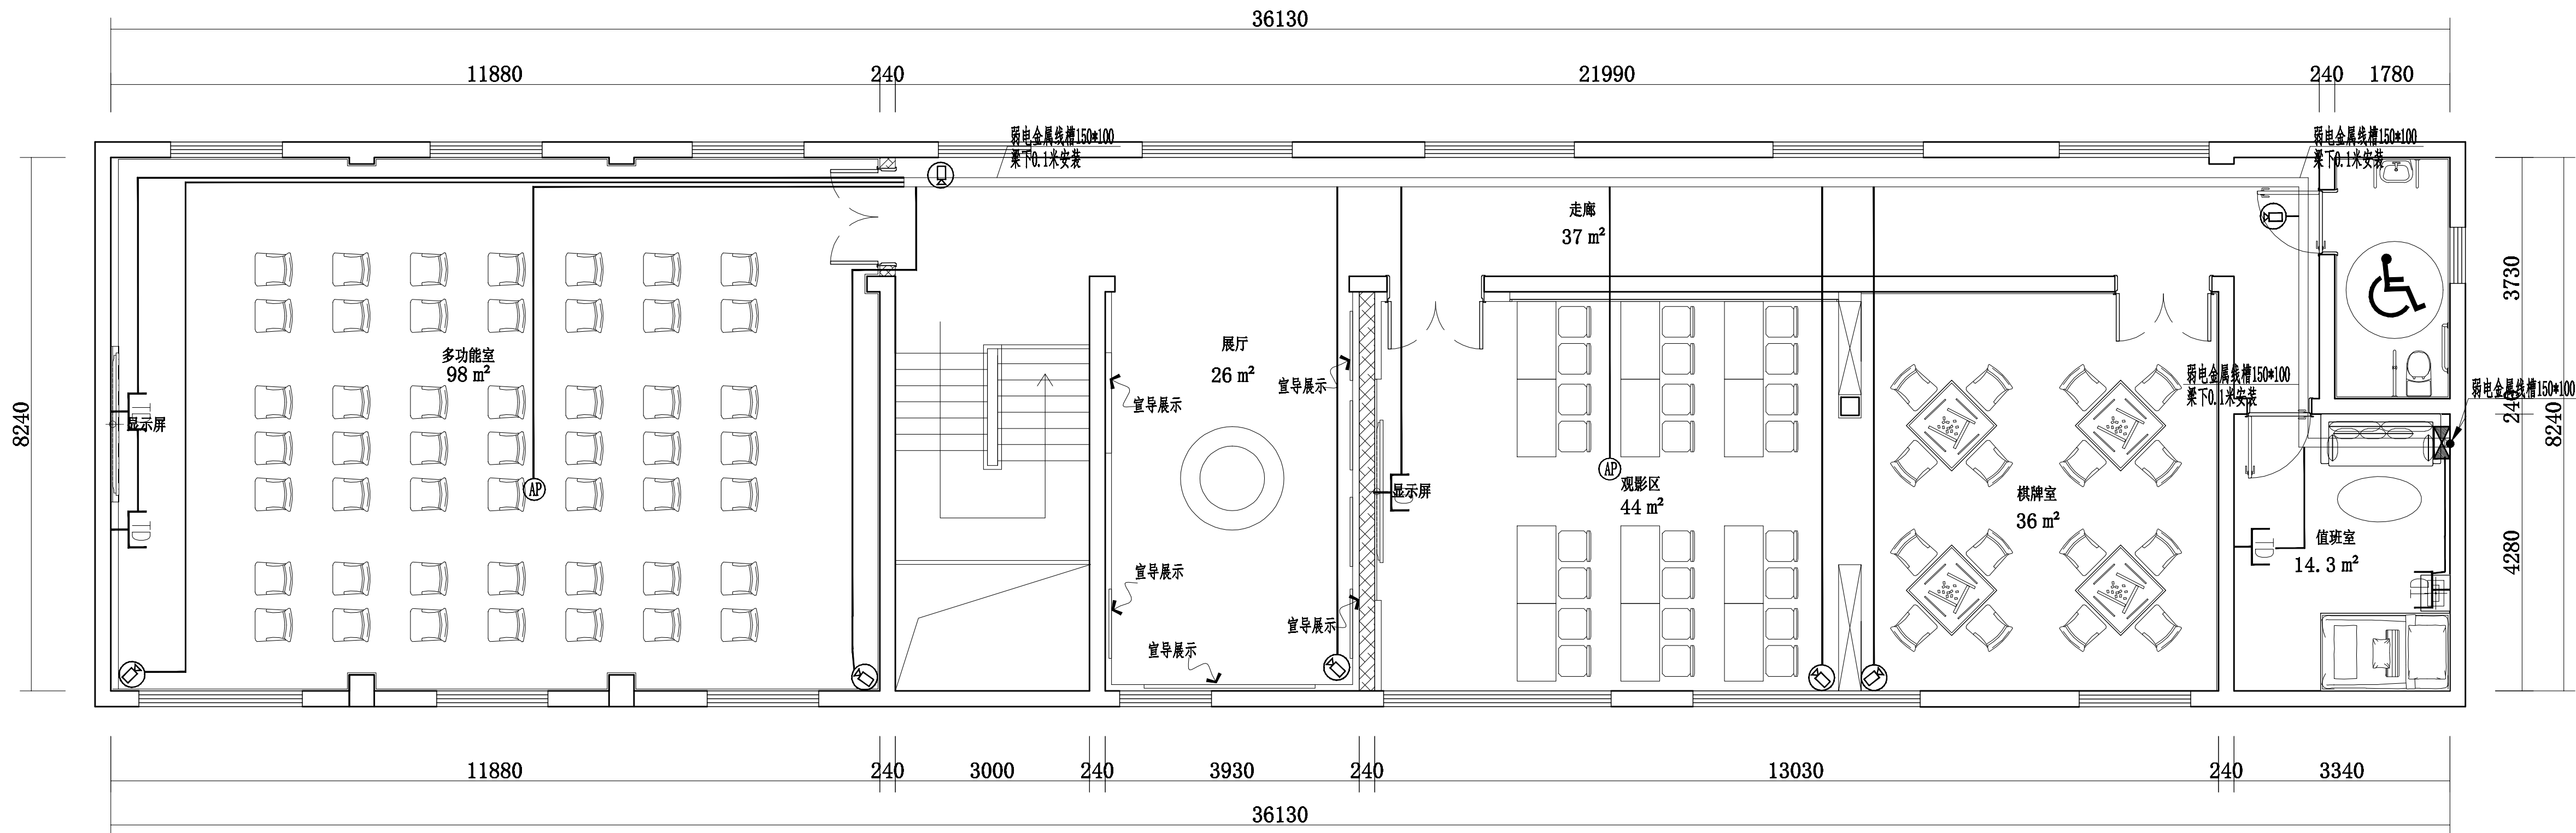 36130
11880
240
21990
240
1780
弱电金属线槽150*100
梁下0.1米安装
弱电金属线槽150*100
梁下0.1米安装
走廊
37 m²
3730
展厅
26 m²
多功能室
98 m²
宣导展示
宣导展示
弱电金属线槽150*100
梁下0.1米安装
弱电金属线槽150*100
240
8240
8240
显示屏
TD
AP
AP
观影区
44 m²
显示屏
TD
棋牌室
36 m²
TD
值班室
14.3 m²
TD
4280
宣导展示
宣导展示
宣导展示
11880
240
3000
240
3930
240
13030
240
3340
36130